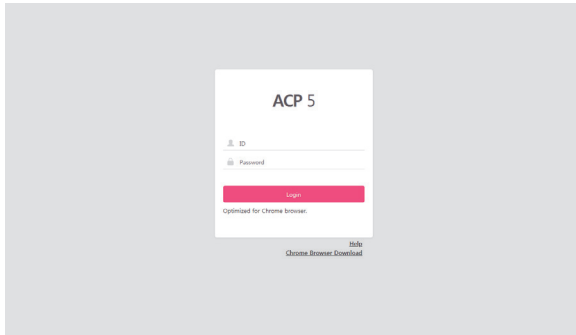 ACP 5
ID
Password
Login
Optimized for Chrome browser.
Help
Chrome Browser Download